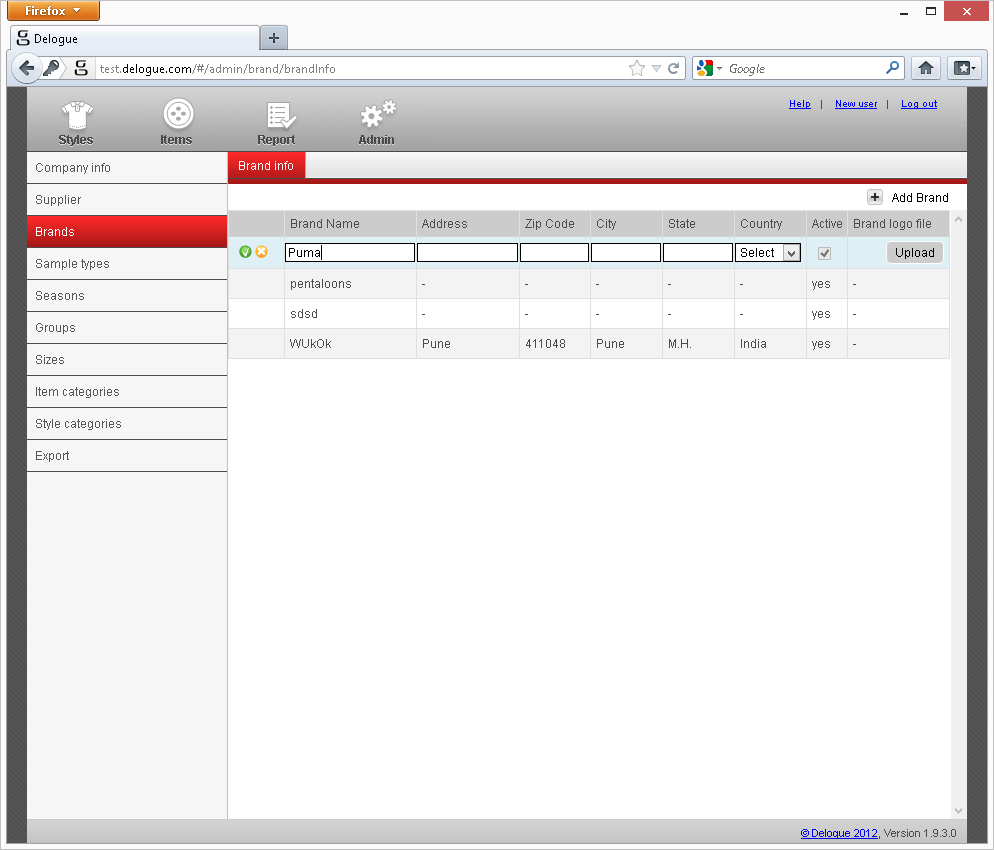 Firefox
Delogue
test.delogue.com/#/admin/brand/brandInfo
Google
Help | New user | Log out
Styles Items Report Admin
Company info
Supplier
Brands
Sample types
Seasons
Groups
Sizes
Item categories
Style categories
Export
Brand info
Add Brand
Brand Name Address Zip Code City State Country Active Brand logo file
Puma Select Upload
pentaloons - - - - - yes -
sdsd - - - - - yes -
WUkOk Pune 411048 Pune M.H. India yes -
© Delogue 2012, Version 1.9.3.0